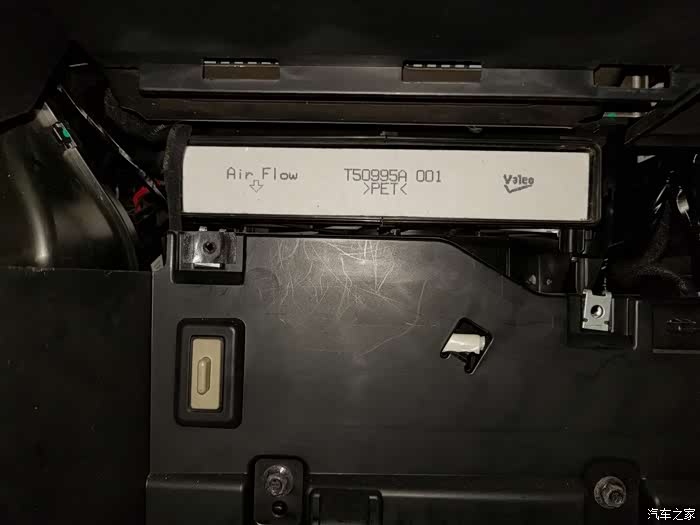 Air Flow
T50995A 001
>PET<
Valeo
汽车之家